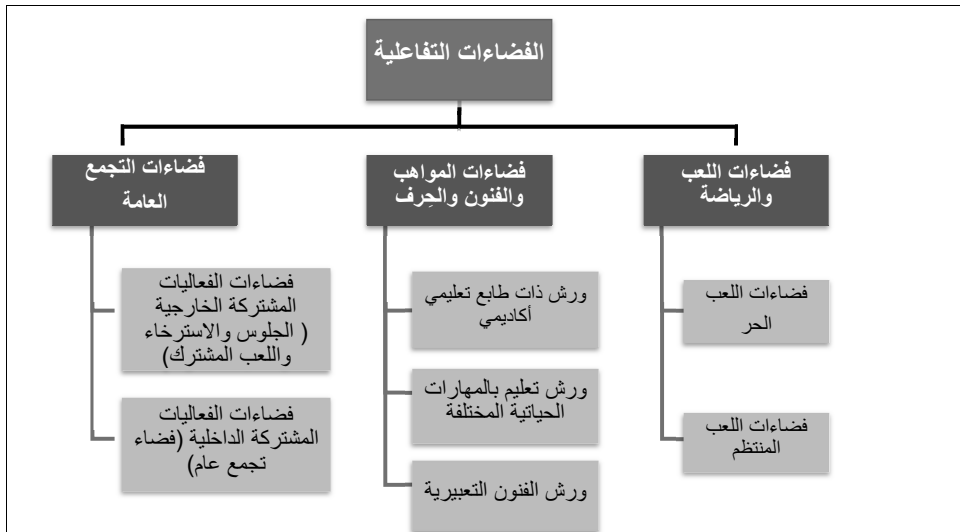 الفضاءات التفاعلية
فضاءات اللعب
والرياضة
فضاءات اللعب
الحر
فضاءات اللعب
المنتظم
فضاءات المواهب
والفنون والحِرف
ورش ذات طابع تعليمي
أكاديمي
ورش تعليم بالمهارات
الحياتية المختلفة
ورش الفنون التعبيرية
فضاءات التجمع
العامة
فضاءات الفعاليات
المشتركة الخارجية
( الجلوس والاسترخاء
واللعب المشترك)
فضاءات الفعاليات
المشتركة الداخلية (فضاء
تجمع عام)